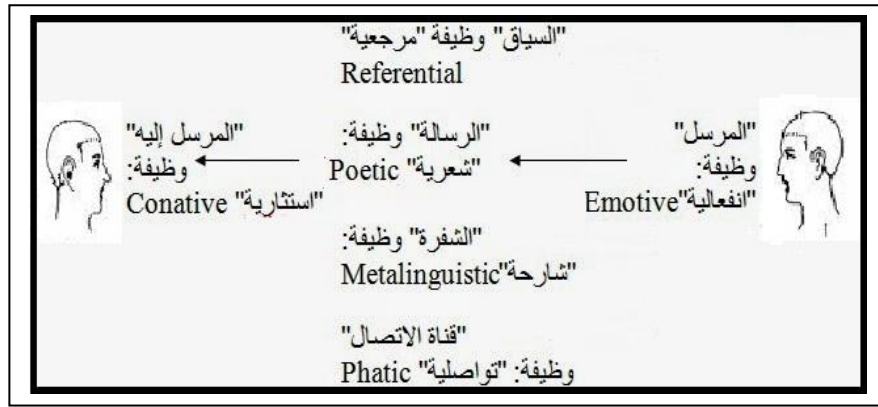 "السياق" وظيفة "مرجعية"
Referential
"المرسل"
وظيفة:
"انفعالية"Emotive
"الرسالة" وظيفة:
"شعرية" Poetic
"المرسل إليه"
وظيفة:
"استثارية" Conative
"الشفرة" وظيفة:
"شارحة"Metalinguistic
"قناة الاتصال"
وظيفة: "تواصلية" Phatic